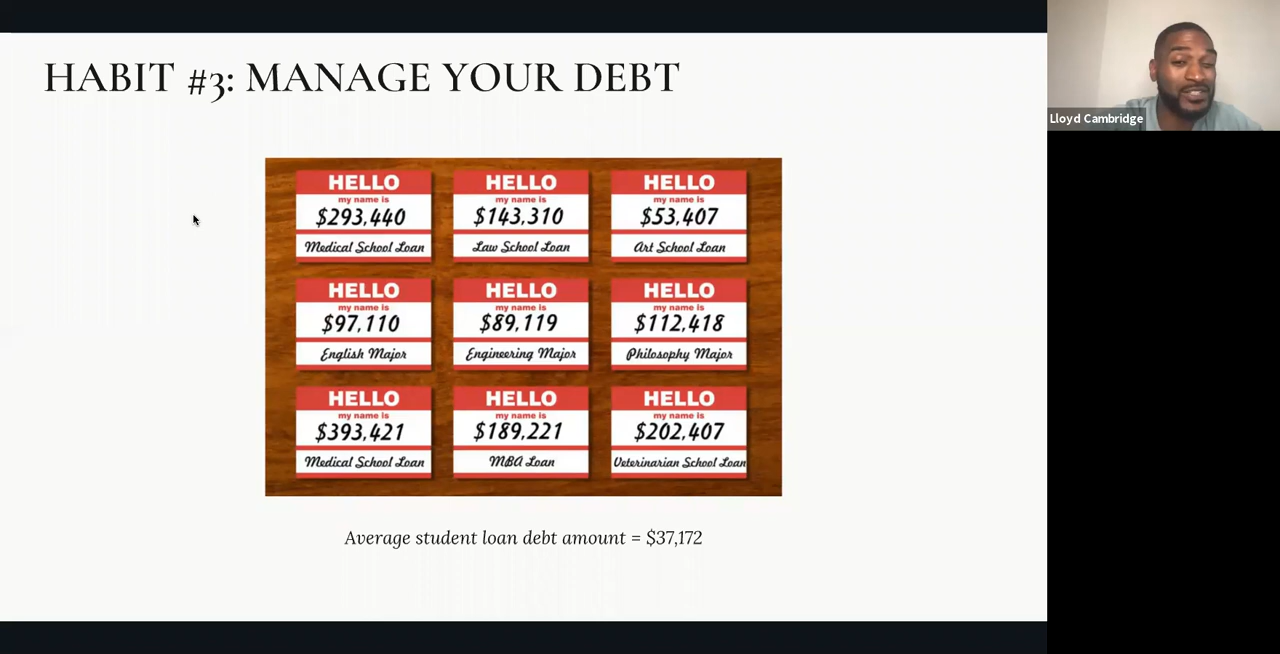 HABIT #3: MANAGE YOUR DEBT
HELLO
my name is
$293,440
Medical School Loan
HELLO
my name is
$143,310
Law School Loan
HELLO
my name is
$53,407
Art School Loan
HELLO
my name is
$97,110
English Major
HELLO
my name is
$89,119
Engineering Major
HELLO
my name is
$112,418
Philosophy Major
HELLO
my name is
$393,421
Medical School Loan
HELLO
my name is
$189,221
MBA Loan
HELLO
my name is
$202,407
Veterinarian School Loan
Average student loan debt amount = $37,172
Lloyd Cambridge